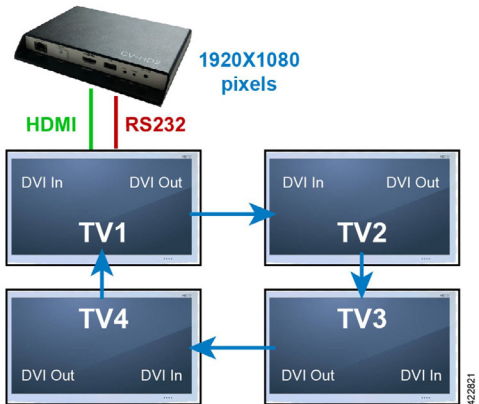 1920X1080
pixels
HDMI
RS232
DVI In
DVI Out
TV1
DVI In
DVI Out
TV2
TV4
DVI Out
DVI In
TV3
DVI Out
DVI In
422821